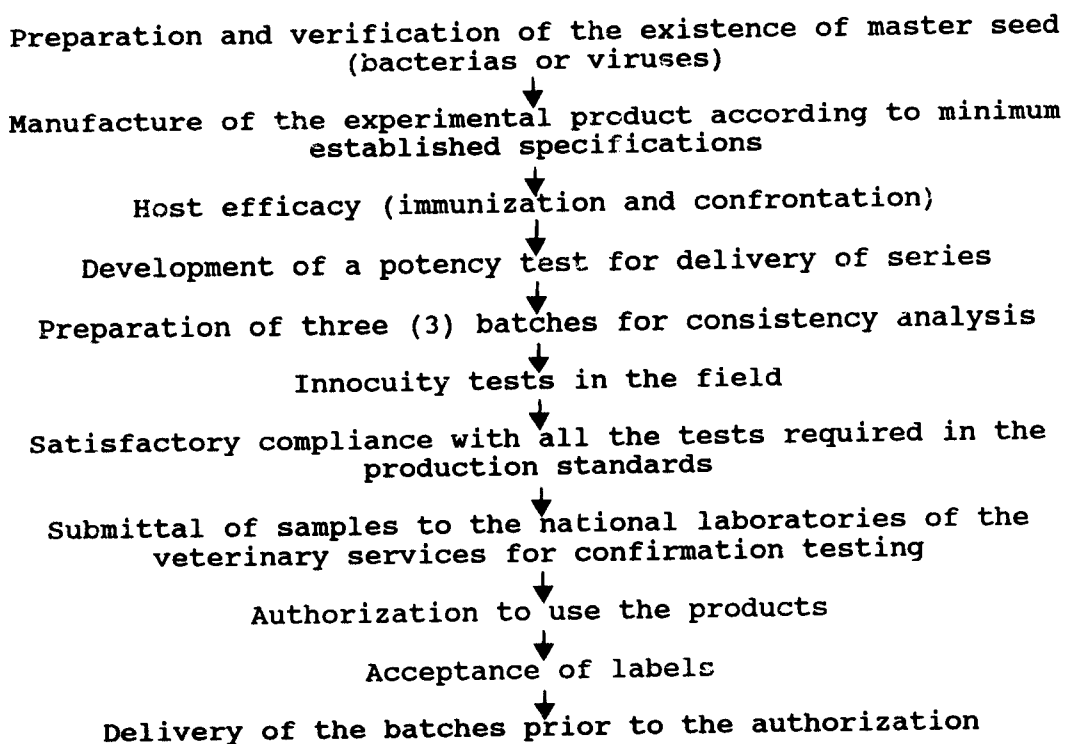 Preparation and verification of the existence of master seed
(bacterias or viruses)
Manufacture of the experimental product according to minimum
established specifications
Host efficacy (immunization and confrontation)
Development of a potency test for delivery of series
Preparation of three (3) batches for consistency analysis
Innocuity tests in the field
Satisfactory compliance with all the tests required in the
production standards
Submittal of samples to the national laboratories of the
veterinary services for confirmation testing
Authorization to use the products
Acceptance of labels
Delivery of the batches prior to the authorization